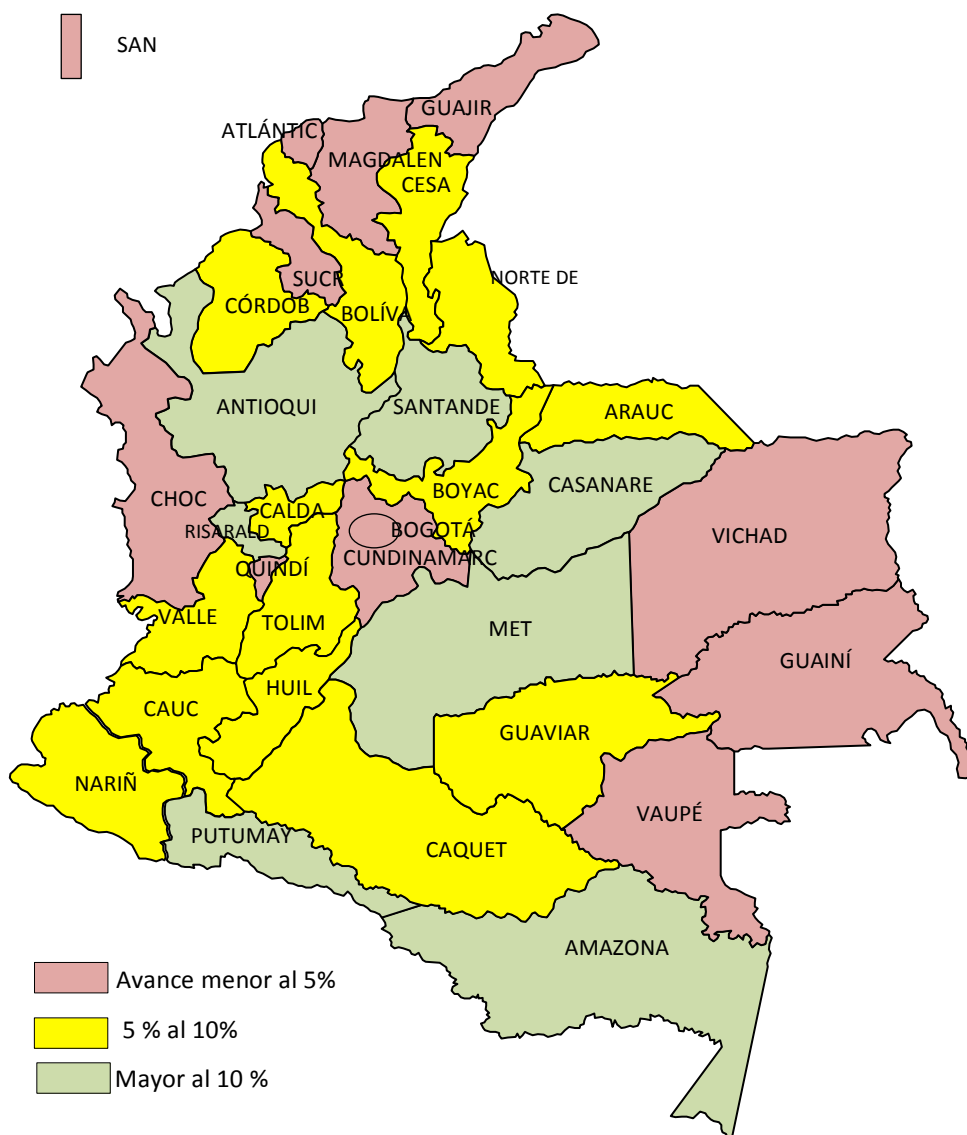 SAN
GUAJIR
ATLÁNTIC
MAGDALEN
CESA
NORTE DE
SUCR
CÓRDOB
BOLÍVA
ANTIOQUI
SANTANDE
ARAUC
CHOC
CALDA
BOYAC
CASANARE
RISARALD
BOGOTÁ
VICHAD
QUINDÍ
CUNDINAMARC
VALLE
TOLIM
MET
GUAINÍ
HUIL
CAUC
GUAVIAR
NARIÑ
PUTUMAY
CAQUET
VAUPÉ
AMAZONA
Avance menor al 5%
5 % al 10%
Mayor al 10 %